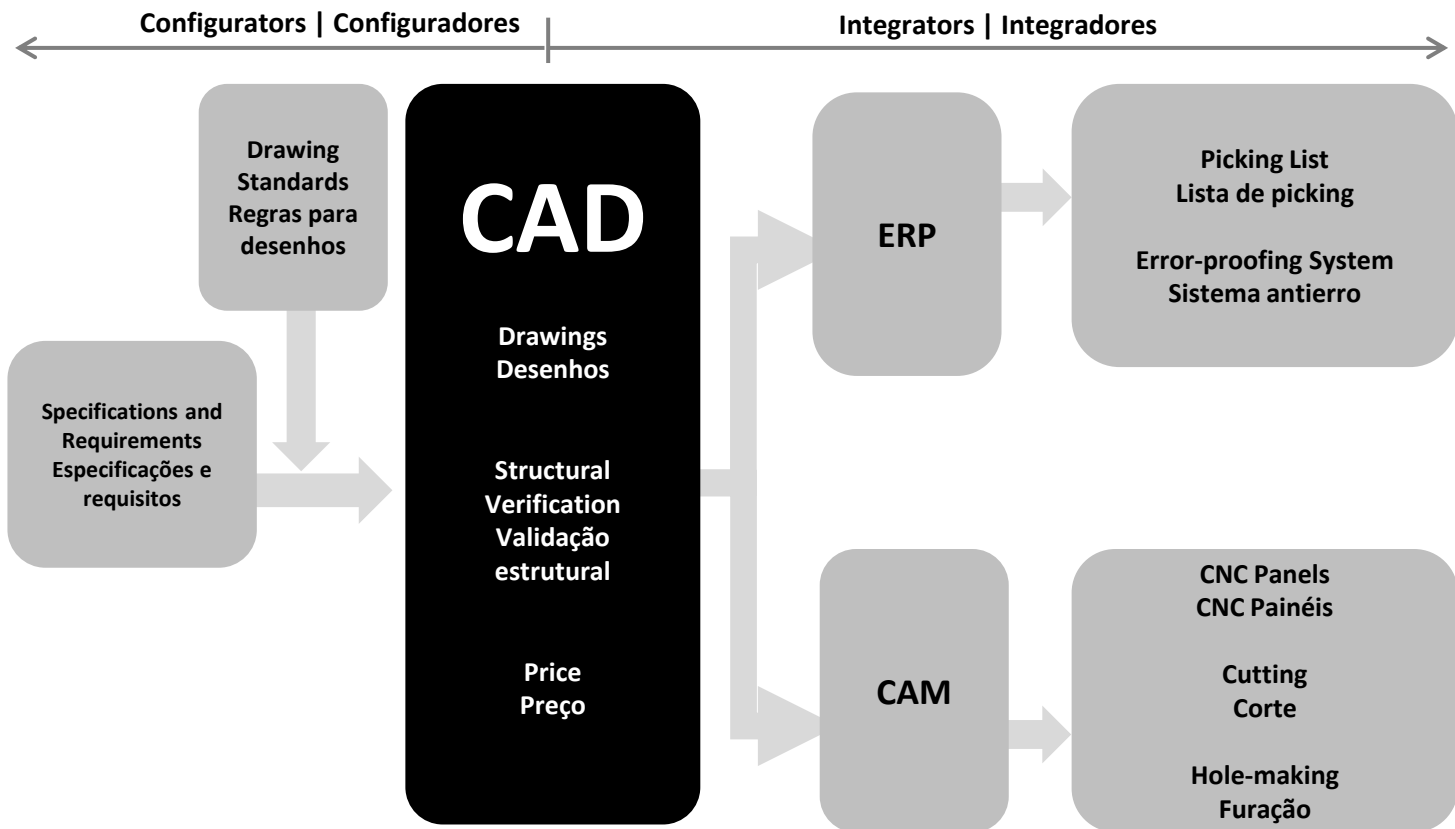 Configurators | Configuradores
Integrators | Integradores
Drawing
Standards
Regras para
desenhos
Specifications and
Requirements
Especificações e
requisitos
CAD
Drawings
Desenhos
Structural
Verification
Validação
estrutural
Price
Preço
ERP
Picking List
Lista de picking
Error-proofing System
Sistema antierro
CAM
CNC Panels
CNC Painéis
Cutting
Corte
Hole-making
Furação